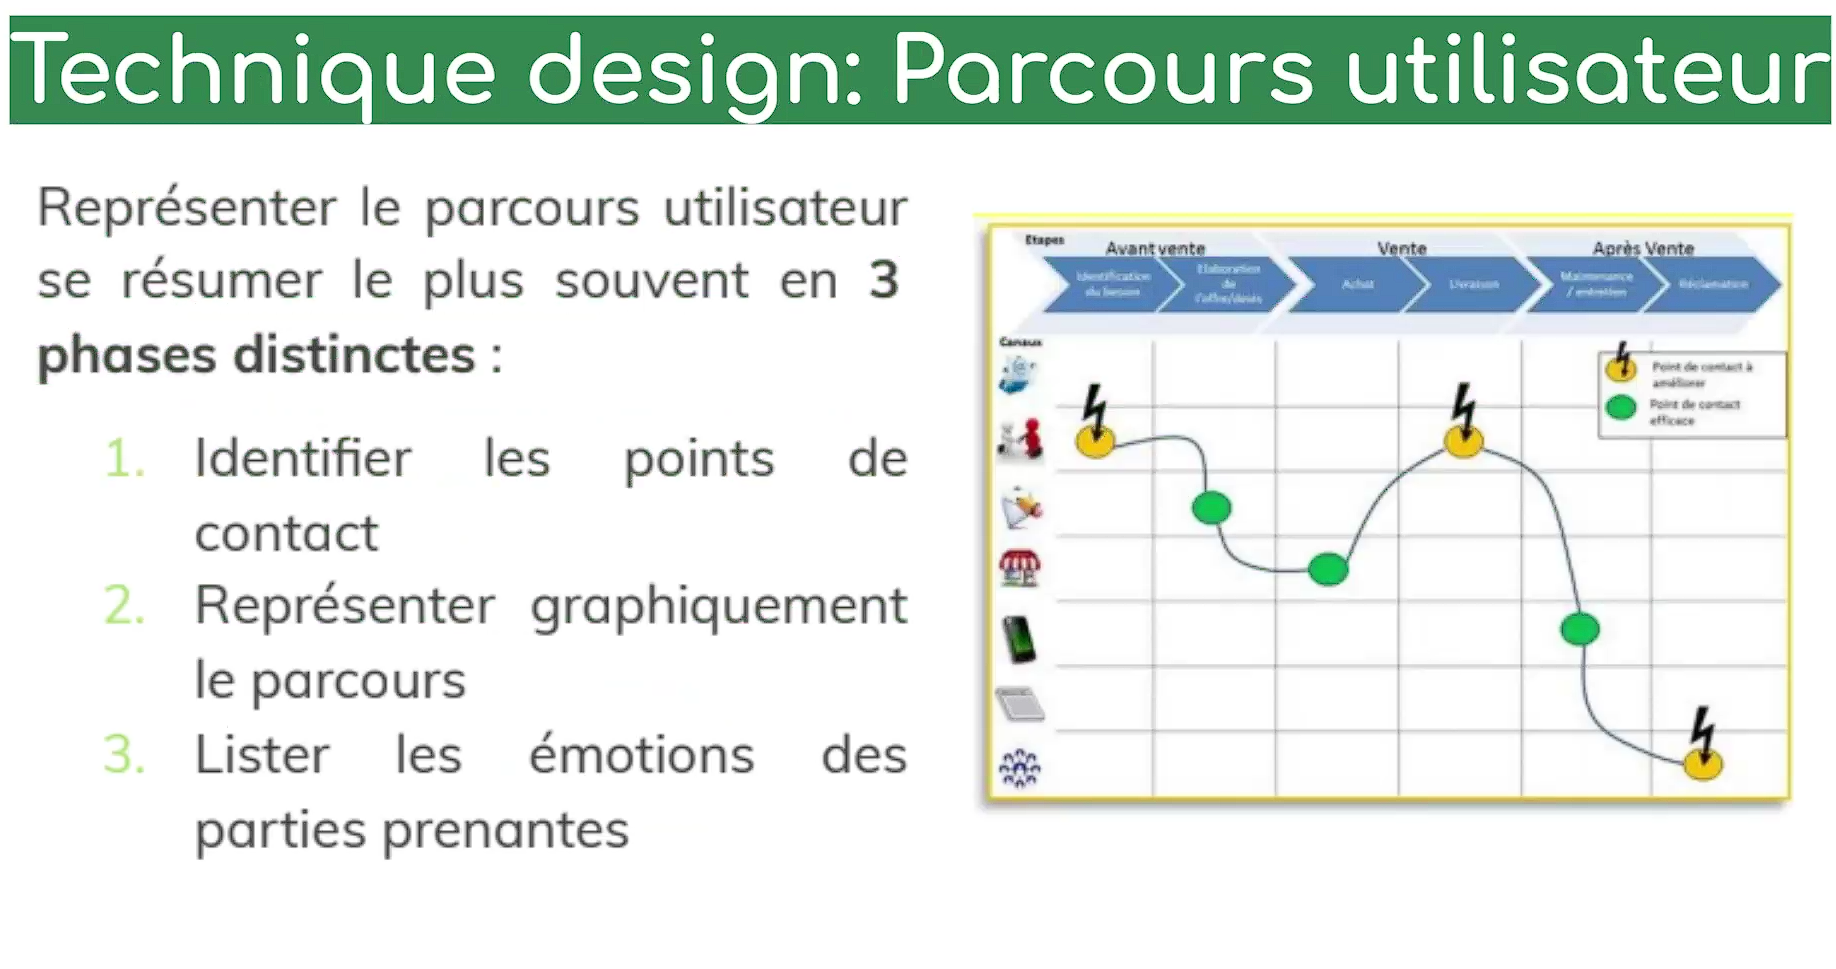 Technique design: Parcours utilisateur
Représenter le parcours utilisateur
se résumer le plus souvent en 3
phases distinctes :
1. Identifier les points de
contact
2. Représenter graphiquement
le parcours
3. Lister les émotions des
parties prenantes
Etapes
Avant vente
Vente
Après Vente
Identification
du besoin
Elaboration
de
l'offre/devis
Achat
Livraison
Maintenance
/ entretien
Réclamation
Canaux
Point de contact à
améliorer
Point de contact
efficace